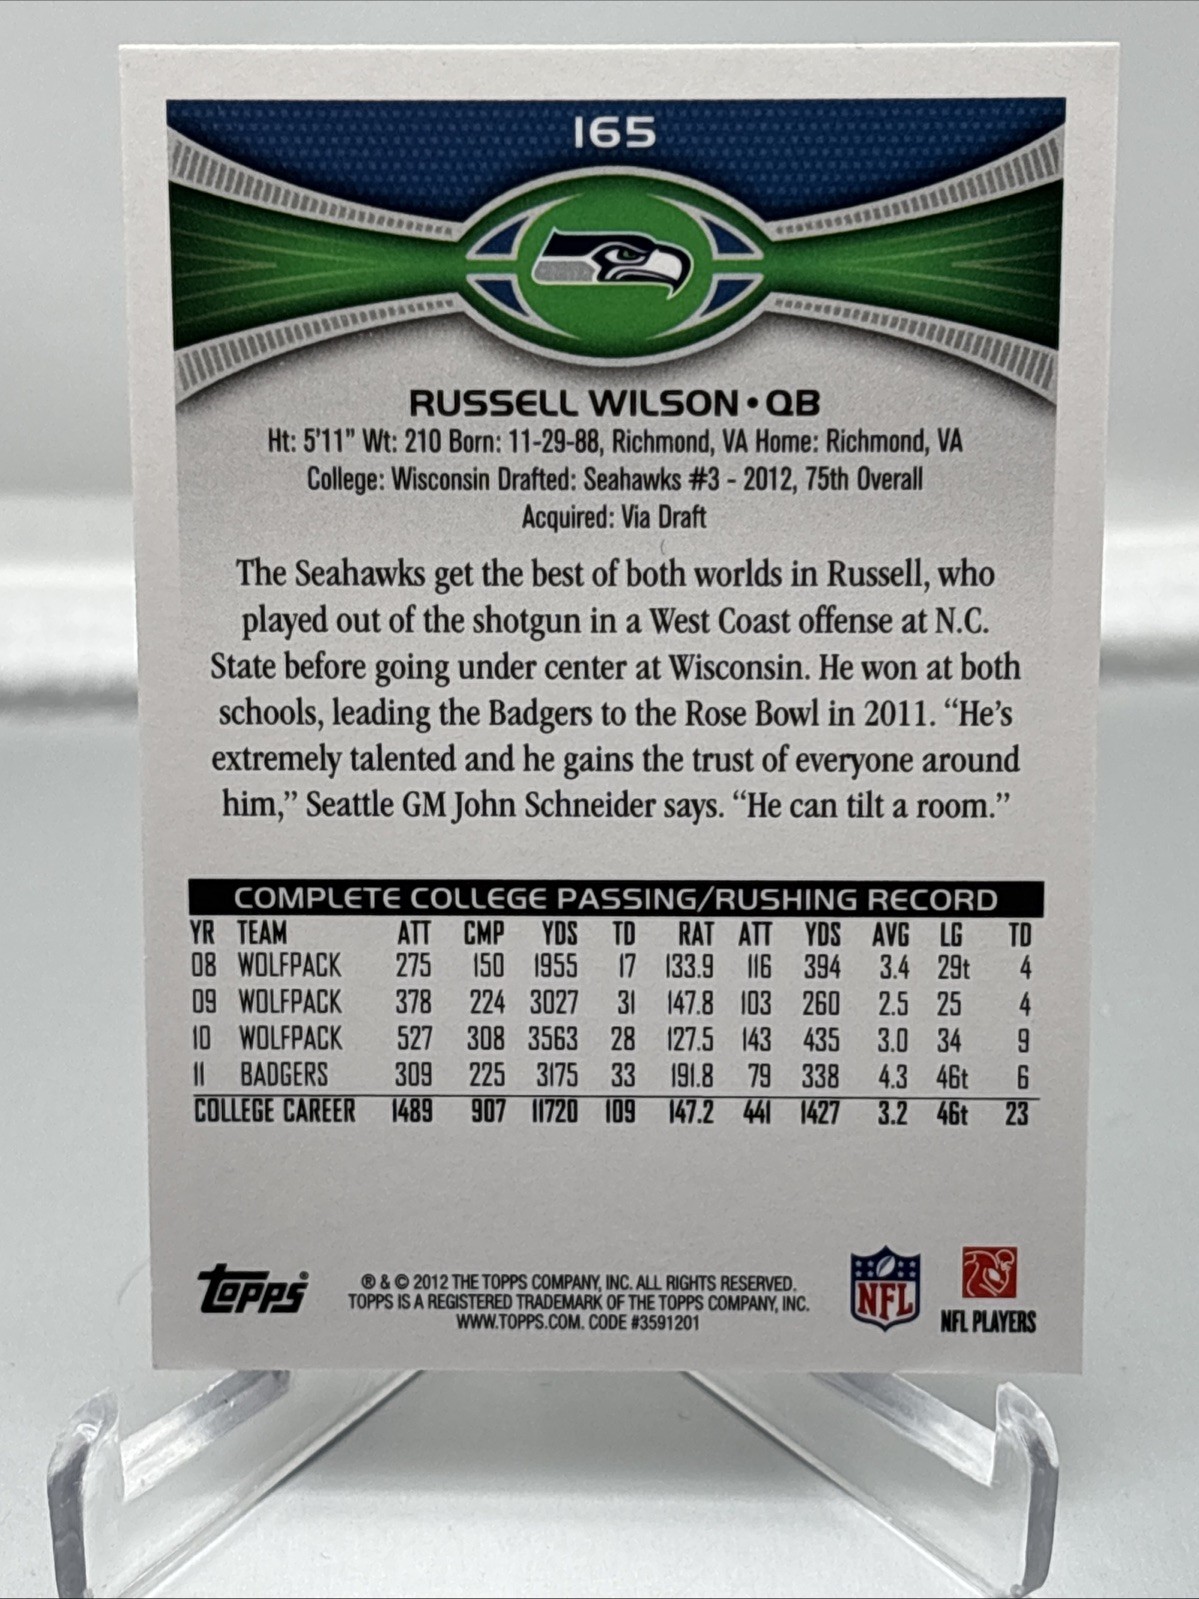 165
RUSSELL WILSON • QB
Ht: 5'11" Wt: 210 Born: 11-29-88, Richmond, VA Home: Richmond, VA
College: Wisconsin Drafted: Seahawks #3 - 2012, 75th Overall
Acquired: Via Draft
The Seahawks get the best of both worlds in Russell, who
played out of the shotgun in a West Coast offense at N.C.
State before going under center at Wisconsin. He won at both
schools, leading the Badgers to the Rose Bowl in 2011. “He’s
extremely talented and he gains the trust of everyone around
him,” Seattle GM John Schneider says. “He can tilt a room.”
COMPLETE COLLEGE PASSING/RUSHING RECORD
YR TEAM ATT CMP YDS TD RAT ATT YDS AVG LG TD
08 WOLFPACK 275 150 1955 17 133.9 116 394 3.4 29t 4
09 WOLFPACK 378 224 3027 31 147.8 103 260 2.5 25 4
10 WOLFPACK 527 308 3563 28 127.5 143 435 3.0 34 9
11 BADGERS 309 225 3175 33 191.8 79 338 4.3 46t 6
COLLEGE CAREER 1489 907 11720 109 147.2 441 1427 3.2 46t 23
topps
® & © 2012 THE TOPPS COMPANY, INC. ALL RIGHTS RESERVED.
TOPPS IS A REGISTERED TRADEMARK OF THE TOPPS COMPANY, INC.
WWW.TOPPS.COM. CODE #3591201
NFL
NFL PLAYERS